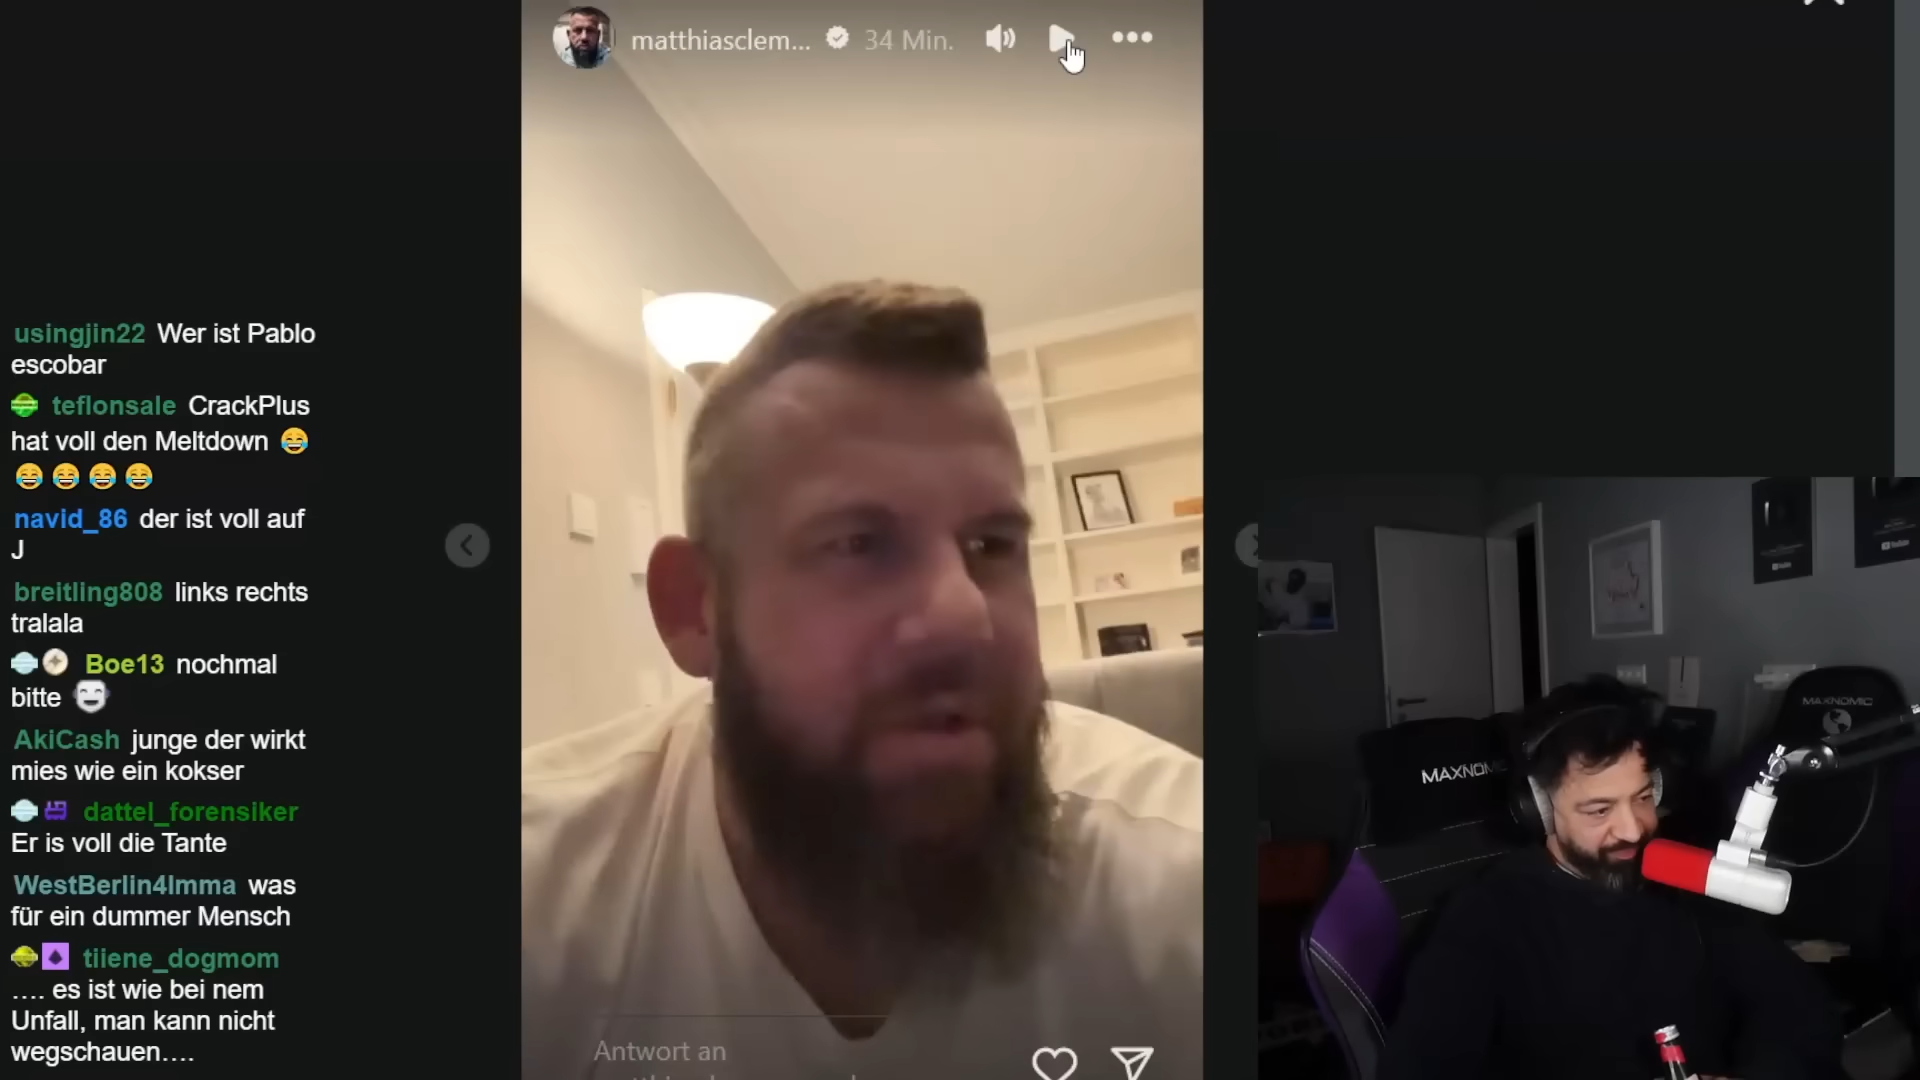 matthiasclem... 34 Min.
usingjin22 Wer ist Pablo
escobar
teflonsale CrackPlus
hat voll den Meltdown 😂
😂 😂 😂 😂
navid_86 der ist voll auf
J
breitling808 links rechts
tralala
Boe13 nochmal
bitte
AkiCash junge der wirkt
mies wie ein kokser
dattel_forensiker
Er is voll die Tante
WestBerlin4Imma was
für ein dummer Mensch
tiiene_dogmom
.... es ist wie bei nem
Unfall, man kann nicht
wegschauen....
Antwort an
MAXNOMIC
MAXNOMIC
YouTube
YouTube